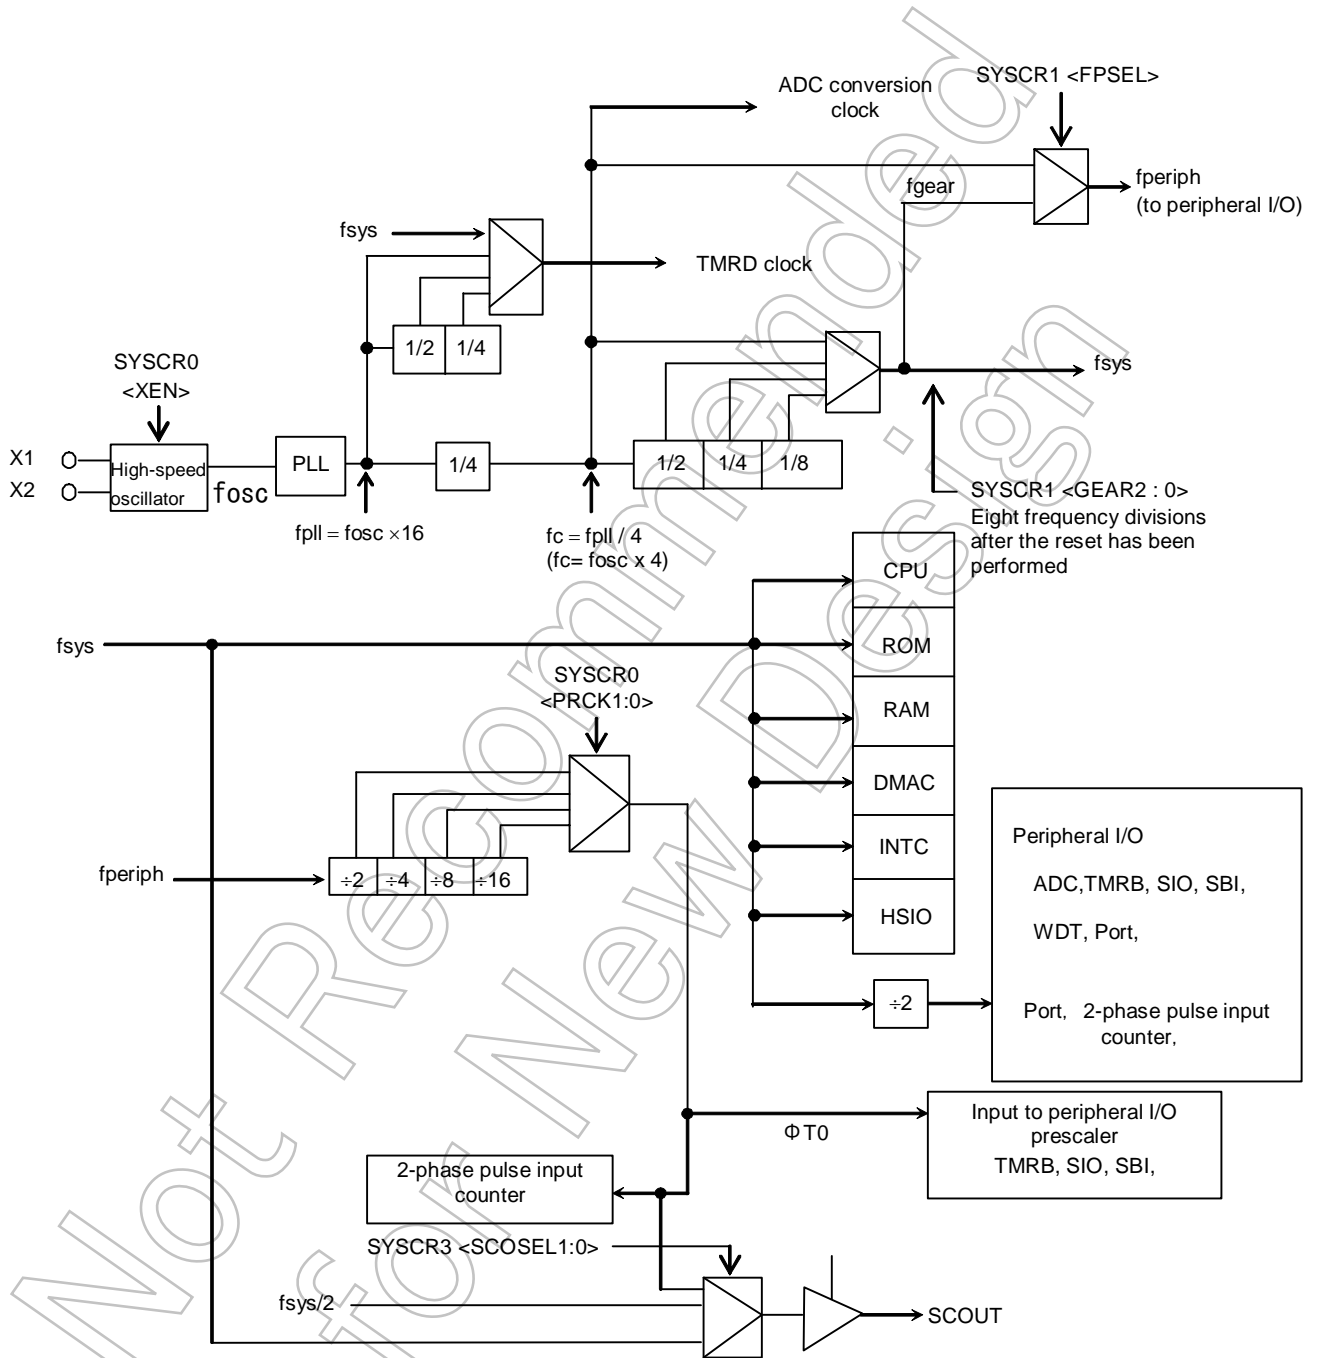 ADC conversion
clock
SYSCR1 <FPSEL>
fgear
fperiph
(to peripheral I/O)
fsys
TMRD clock
1/2
1/4
SYSCR0
<XEN>
fsys
X1
X2
High-speed
oscillator
fosc
PLL
1/4
1/2
1/4
1/8
fpll = fosc ×16
fc = fpll / 4
(fc= fosc x 4)
SYSCR1 <GEAR2 : 0>
Eight frequency divisions
after the reset has been
performed
CPU
ROM
RAM
DMAC
INTC
HSIO
fsys
SYSCR0
<PRCK1:0>
fperiph
÷2
÷4
÷8
÷16
÷2
Peripheral I/O
ADC,TMRB, SIO, SBI,
WDT, Port,
Port, 2-phase pulse input
counter,
ΦT0
Input to peripheral I/O
prescaler
TMRB, SIO, SBI,
2-phase pulse input
counter
SYSCR3 <SCOSEL1:0>
fsys/2
SCOUT
Not Recommended
for New Design